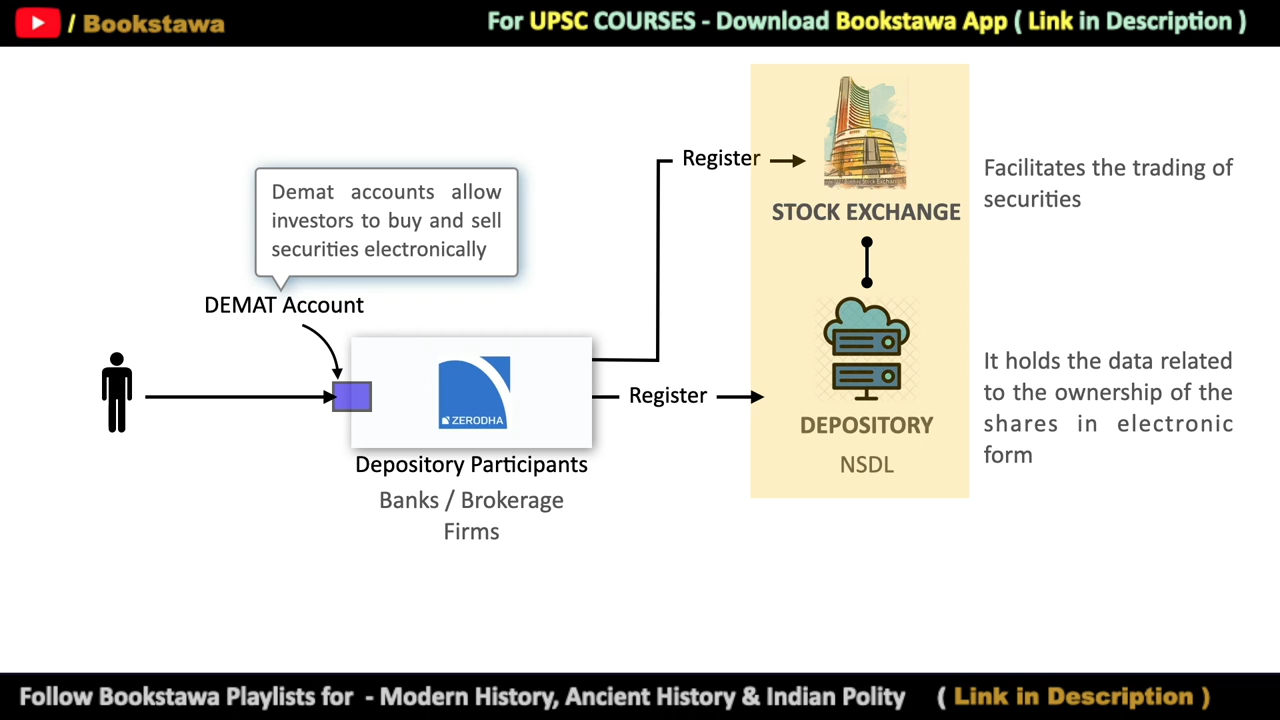 / Bookstawa
For UPSC COURSES - Download Bookstawa App ( Link in Description )
Register
Facilitates the trading of
securities
STOCK EXCHANGE
Demat accounts allow
investors to buy and sell
securities electronically
DEMAT Account
ZERODHA
Register
It holds the data related
to the ownership of the
shares in electronic
form
DEPOSITORY
NSDL
Depository Participants
Banks / Brokerage
Firms
Follow Bookstawa Playlists for - Modern History, Ancient History & Indian Polity ( Link in Description )